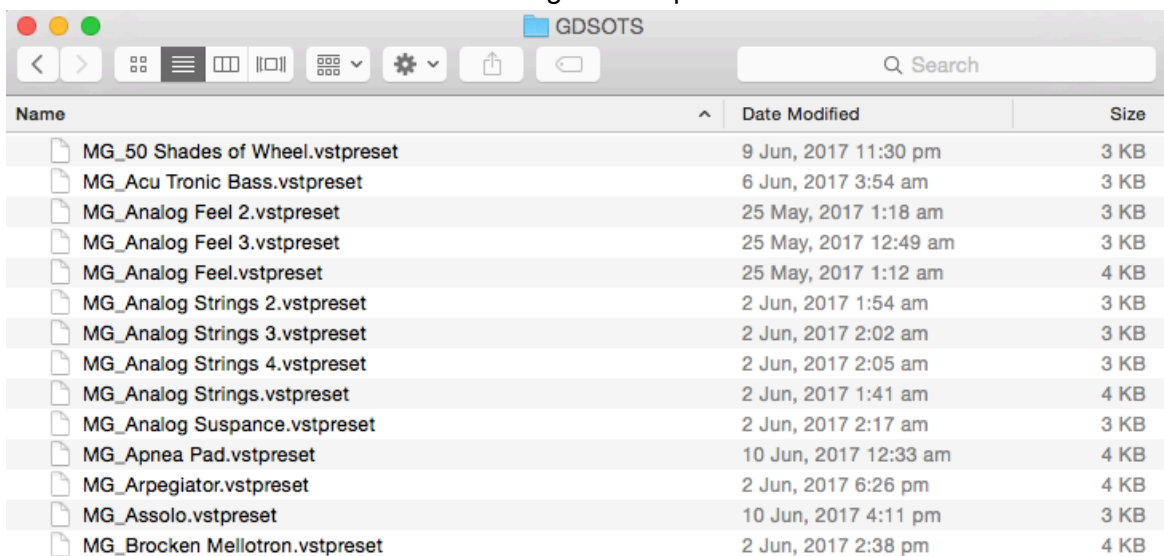 GDSOTS
Search
Name Date Modified Size
MG_50 Shades of Wheel.vstpreset 9 Jun, 2017 11:30 pm 3 KB
MG_Acu Tronic Bass.vstpreset 6 Jun, 2017 3:54 am 3 KB
MG_Analog Feel 2.vstpreset 25 May, 2017 1:18 am 3 KB
MG_Analog Feel 3.vstpreset 25 May, 2017 12:49 am 3 KB
MG_Analog Feel.vstpreset 25 May, 2017 1:12 am 4 KB
MG_Analog Strings 2.vstpreset 2 Jun, 2017 1:54 am 3 KB
MG_Analog Strings 3.vstpreset 2 Jun, 2017 2:02 am 3 KB
MG_Analog Strings 4.vstpreset 2 Jun, 2017 2:05 am 3 KB
MG_Analog Strings.vstpreset 2 Jun, 2017 1:41 am 4 KB
MG_Analog Suspance.vstpreset 2 Jun, 2017 2:17 am 3 KB
MG_Apnea Pad.vstpreset 10 Jun, 2017 12:33 am 4 KB
MG_Arpegiator.vstpreset 2 Jun, 2017 6:26 pm 4 KB
MG_Assolo.vstpreset 10 Jun, 2017 4:11 pm 3 KB
MG_Brocken Mellotron.vstpreset 2 Jun, 2017 2:38 pm 4 KB